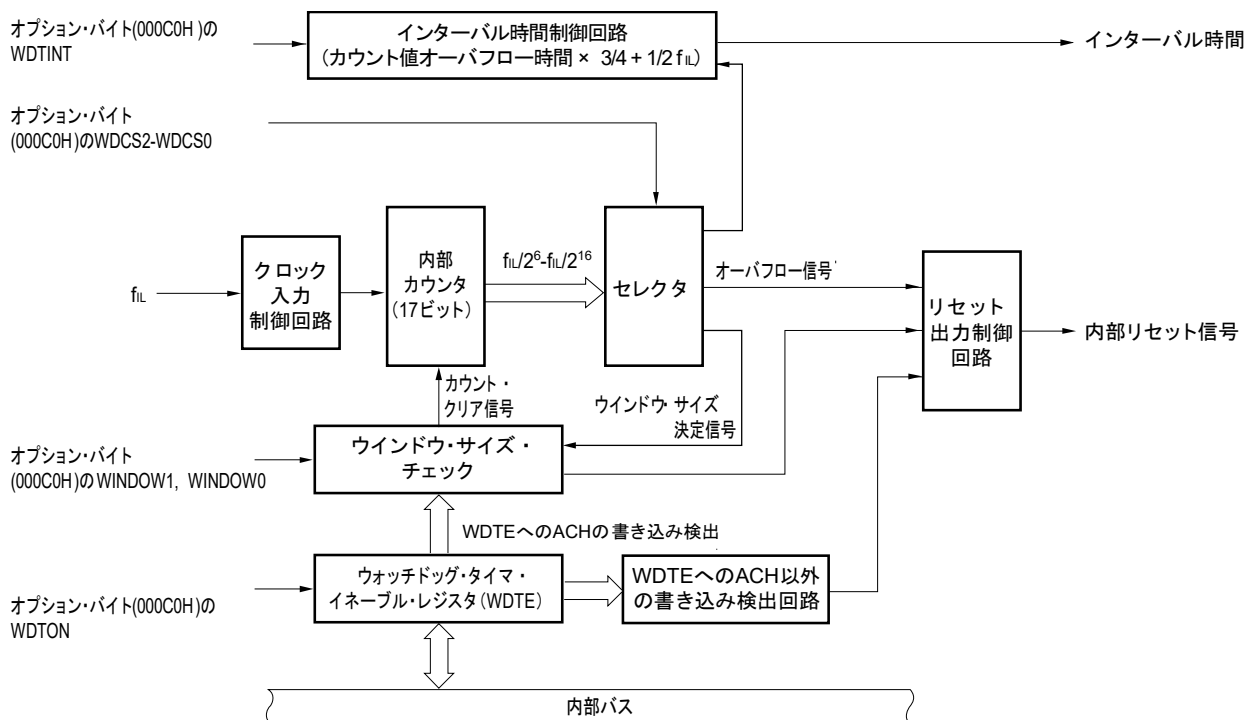 オプション・バイト(000C0H)の
WDTINT
インターバル時間制御回路
(カウント値オーバフロー時間 × 3/4 + 1/2 fIL)
インターバル時間
オプション・バイト
(000C0H)のWDCS2-WDCS0
fIL
クロック
入力
制御回路
内部
カウンタ
(17ビット)
fIL/2^6-fIL/2^16
セレクタ
オーバフロー信号
リセット
出力制御
回路
内部リセット信号
カウント・
クリア信号
ウインドウ・サイズ
決定信号
オプション・バイト
(000C0H)のWINDOW1, WINDOW0
ウインドウ・サイズ・
チェック
WDTEへのACHの書き込み検出
オプション・バイト(000C0H)の
WDTON
ウォッチドッグ・タイマ・
イネーブル・レジスタ(WDTE)
WDTEへのACH以外
の書き込み検出回路
内部バス